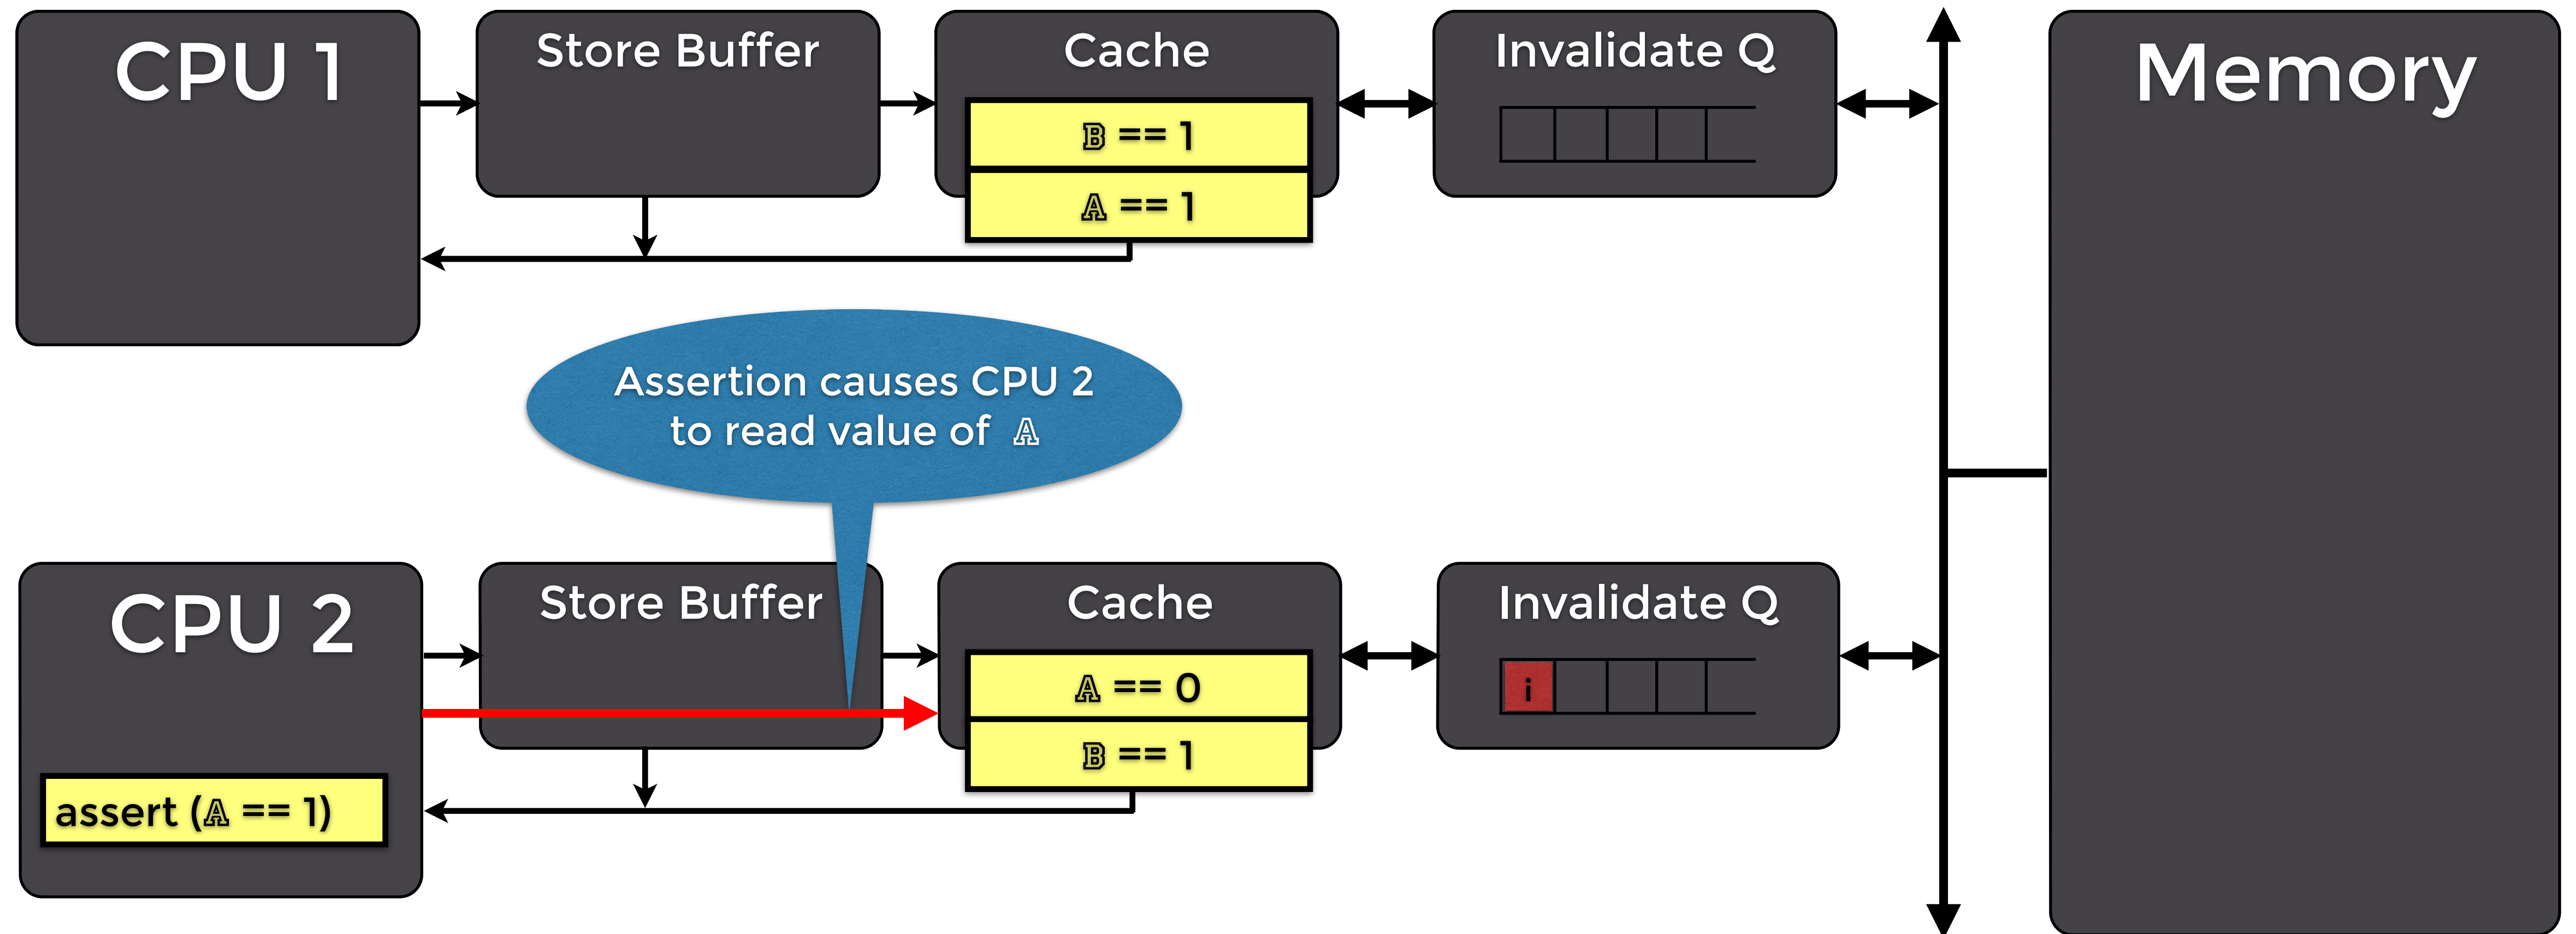 CPU 1
Store Buffer
Cache
Invalidate Q
Memory
B == 1
A == 1
Assertion causes CPU 2
to read value of A
CPU 2
Store Buffer
Cache
Invalidate Q
A == 0
i
B == 1
assert (A == 1)